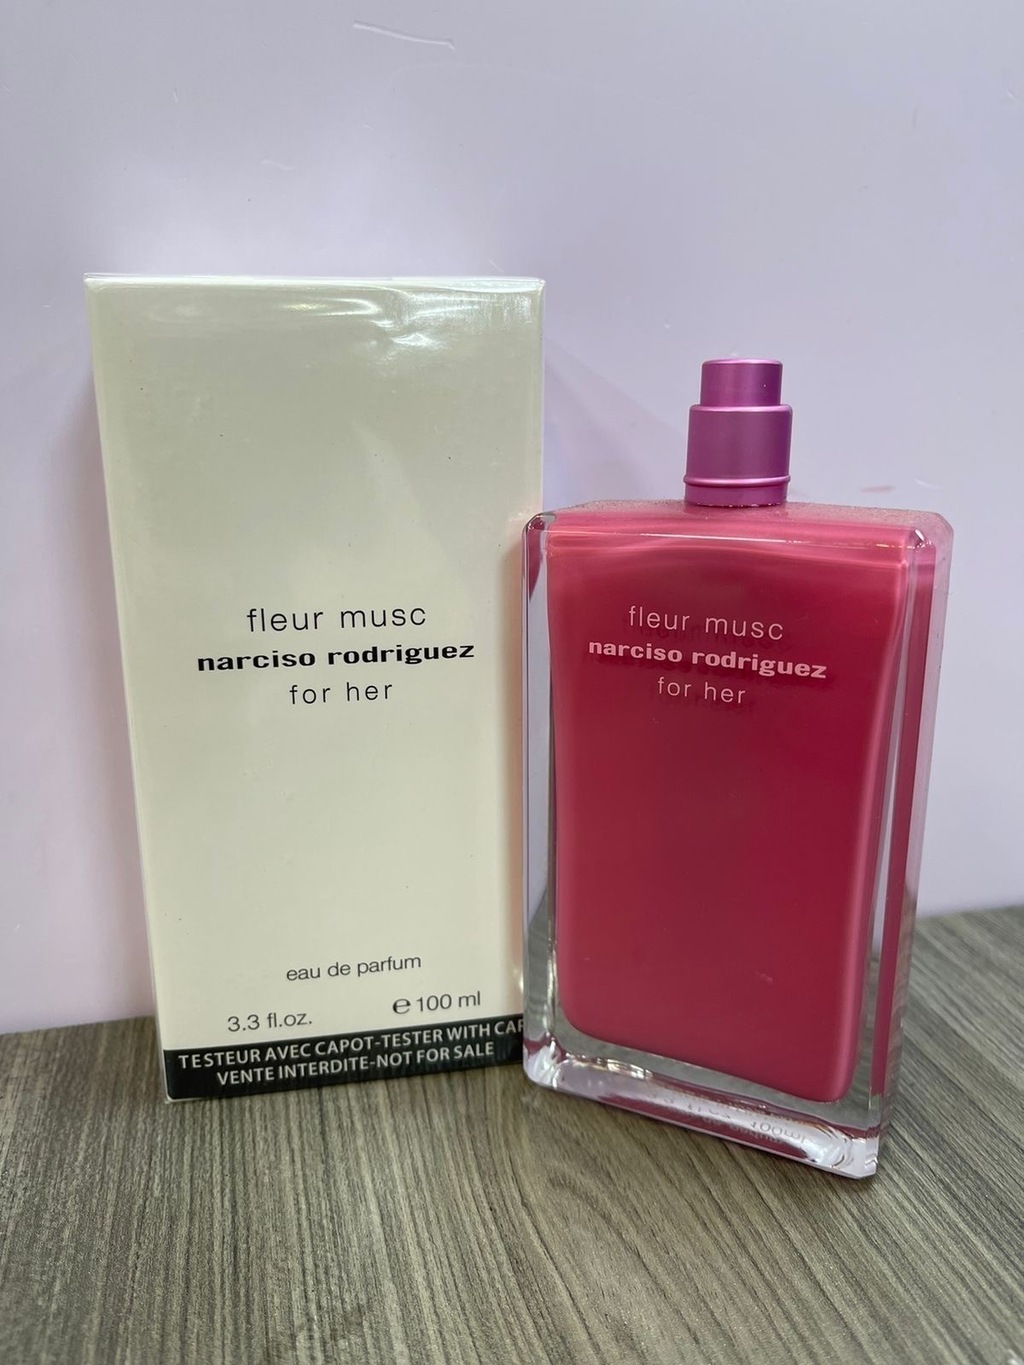 fleur musc
narciso rodriguez
for her
eau de parfum
3.3 fl.oz. ℮ 100 ml
TESTEUR AVEC CAPOT-TESTER WITH CAP
VENTE INTERDITE-NOT FOR SALE
fleur musc
narciso rodriguez
for her
100ml